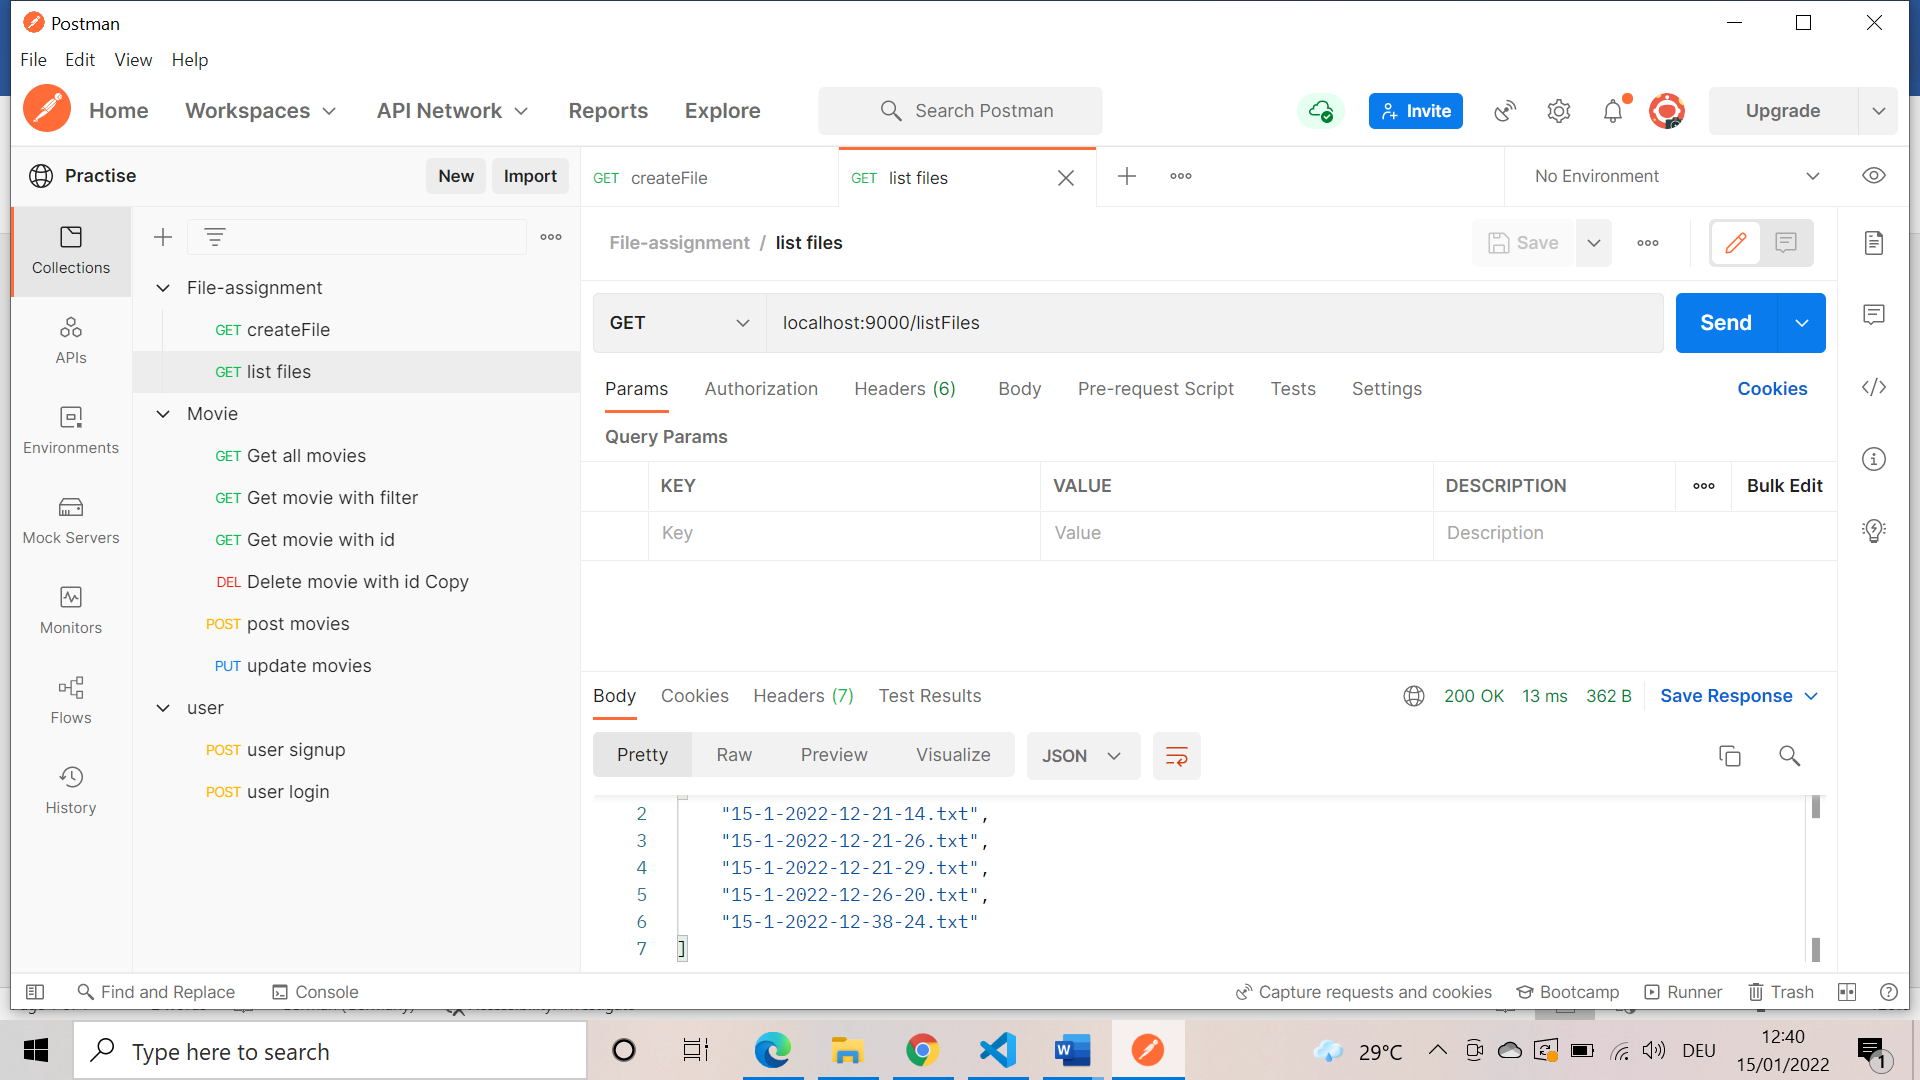 Postman
File Edit View Help
Home Workspaces API Network Reports Explore Search Postman Invite Upgrade
Practise New Import GET createFile GET list files No Environment
Collections
APIs
Environments
Mock Servers
Monitors
Flows
History
File-assignment
GET createFile
GET list files
Movie
GET Get all movies
GET Get movie with filter
GET Get movie with id
DEL Delete movie with id Copy
POST post movies
PUT update movies
user
POST user signup
POST user login
File-assignment / list files Save
GET localhost:9000/listFiles Send
Params Authorization Headers (6) Body Pre-request Script Tests Settings Cookies
Query Params
KEY VALUE DESCRIPTION Bulk Edit
Key Value Description
Body Cookies Headers (7) Test Results 200 OK 13 ms 362 B Save Response
Pretty Raw Preview Visualize JSON
2 "15-1-2022-12-21-14.txt",
3 "15-1-2022-12-21-26.txt",
4 "15-1-2022-12-21-29.txt",
5 "15-1-2022-12-26-20.txt",
6 "15-1-2022-12-38-24.txt"
7 ]
Find and Replace Console Capture requests and cookies Bootcamp Runner Trash
Type here to search 29°C DEU 12:40
15/01/2022 1